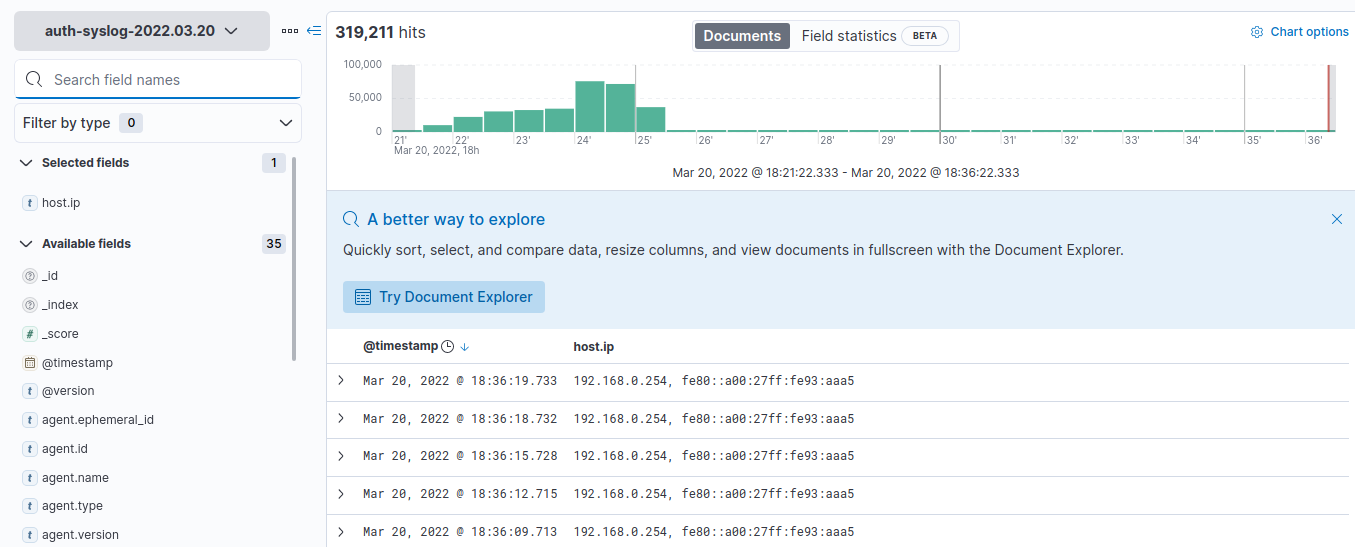 auth-syslog-2022.03.20
Search field names
Filter by type 0
Selected fields 1
t host.ip
Available fields 35
? _id
? _index
# _score
@timestamp
t @version
t agent.ephemeral_id
t agent.id
t agent.name
t agent.type
t agent.version
319,211 hits
Documents Field statistics BETA
Chart options
100,000
50,000
0
21' 22' 23' 24' 25' 26' 27' 28' 29' 30' 31' 32' 33' 34' 35' 36'
Mar 20, 2022, 18h
Mar 20, 2022 @ 18:21:22.333 - Mar 20, 2022 @ 18:36:22.333
A better way to explore
Quickly sort, select, and compare data, resize columns, and view documents in fullscreen with the Document Explorer.
Try Document Explorer
@timestamp host.ip
Mar 20, 2022 @ 18:36:19.733 192.168.0.254, fe80::a00:27ff:fe93:aaa5
Mar 20, 2022 @ 18:36:18.732 192.168.0.254, fe80::a00:27ff:fe93:aaa5
Mar 20, 2022 @ 18:36:15.728 192.168.0.254, fe80::a00:27ff:fe93:aaa5
Mar 20, 2022 @ 18:36:12.715 192.168.0.254, fe80::a00:27ff:fe93:aaa5
Mar 20, 2022 @ 18:36:09.713 192.168.0.254, fe80::a00:27ff:fe93:aaa5